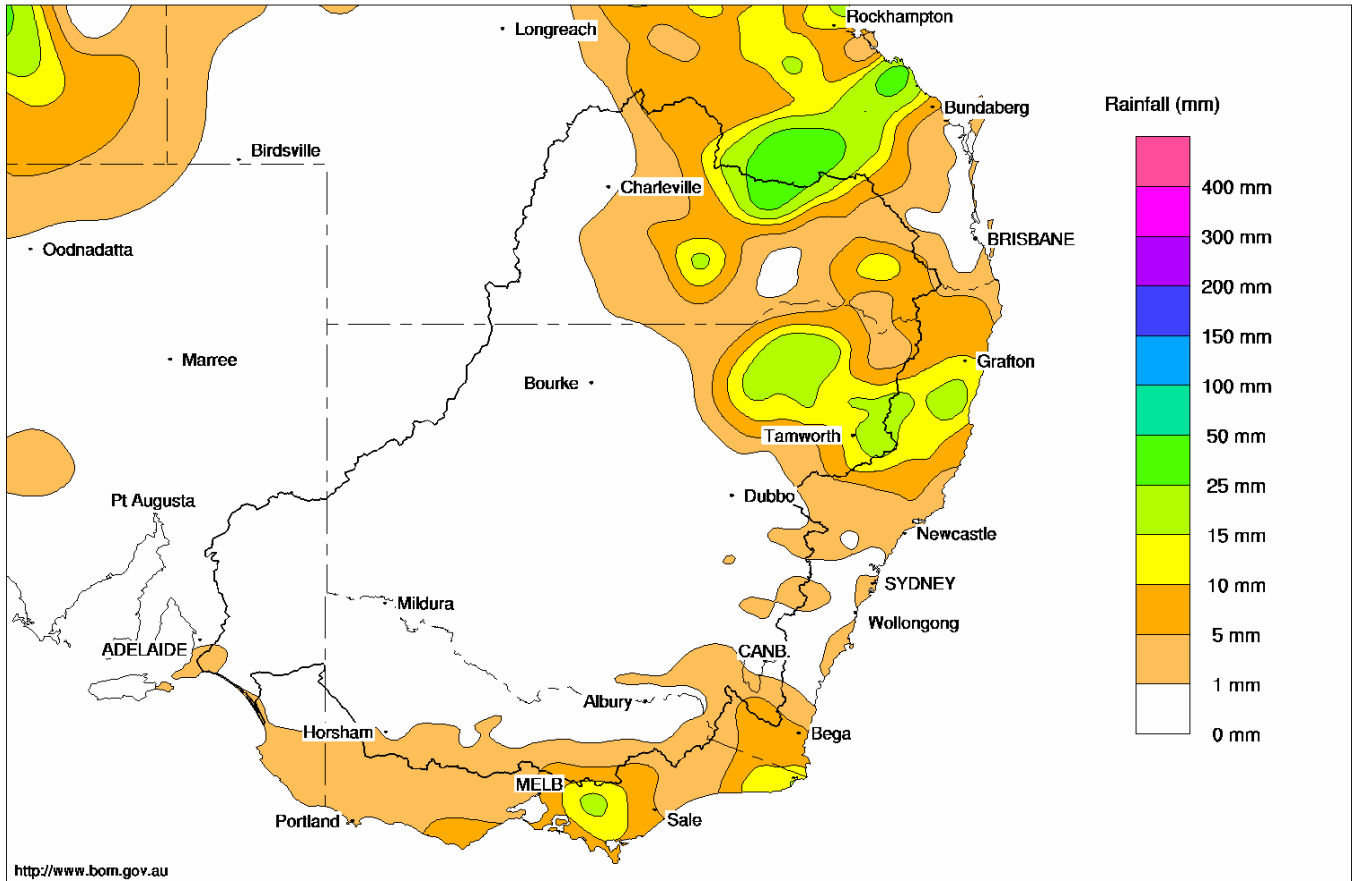 Rockhampton
Longreach
Bundaberg
Rainfall (mm)
Birdsville
Charleville
400 mm
300 mm
BRISBANE
Oodnadatta
200 mm
150 mm
Marree
Grafton
Bourke
100 mm
Tamworth
50 mm
25 mm
Pt Augusta
Dubbo
Newcastle
15 mm
SYDNEY
10 mm
Mildura
Wollongong
5 mm
ADELAIDE
CANB.
1 mm
Albury
Horsham
Bega
0 mm
MELB
Portland
Sale
http://www.bom.gov.au